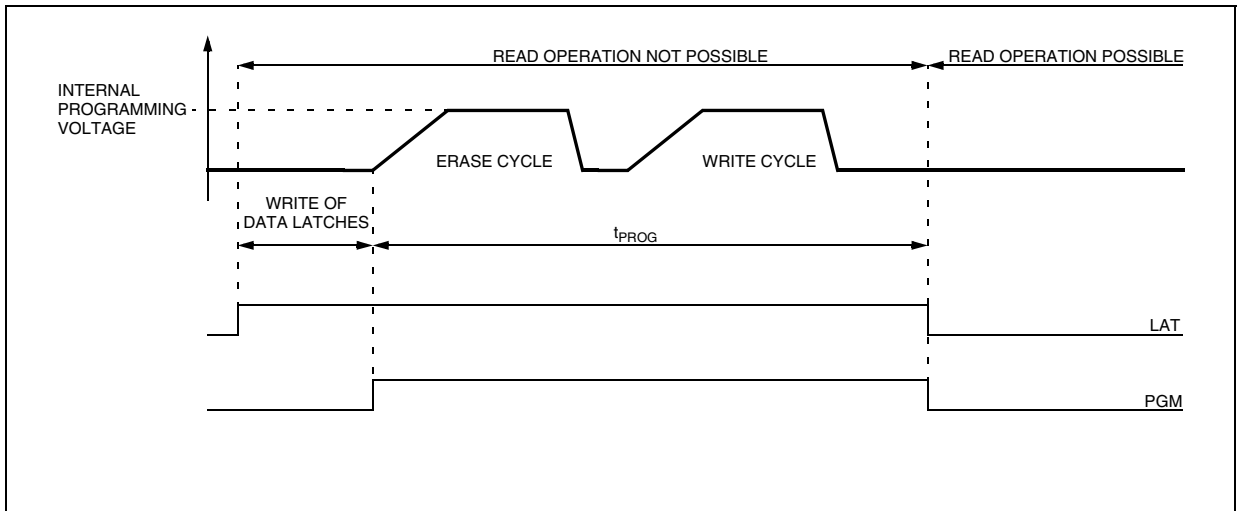 READ OPERATION NOT POSSIBLE
READ OPERATION POSSIBLE
INTERNAL
PROGRAMMING
VOLTAGE
ERASE CYCLE
WRITE CYCLE
WRITE OF
DATA LATCHES
tPROG
LAT
PGM